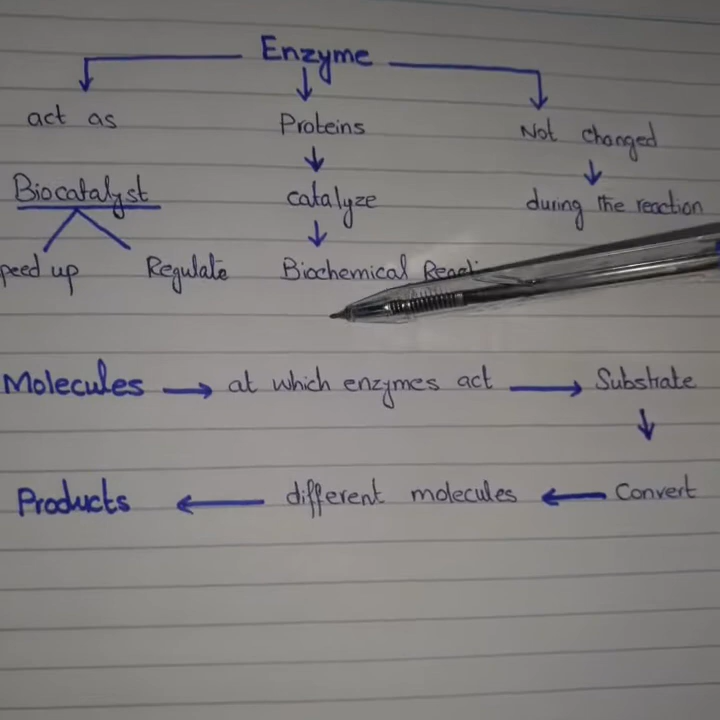 Enzyme
act as Proteins Not changed
Biocatalyst catalyze during the reaction
peed up Regulate Biochemical
Molecules → at which enzymes act → Substrate
Products ← different molecules ← Convert